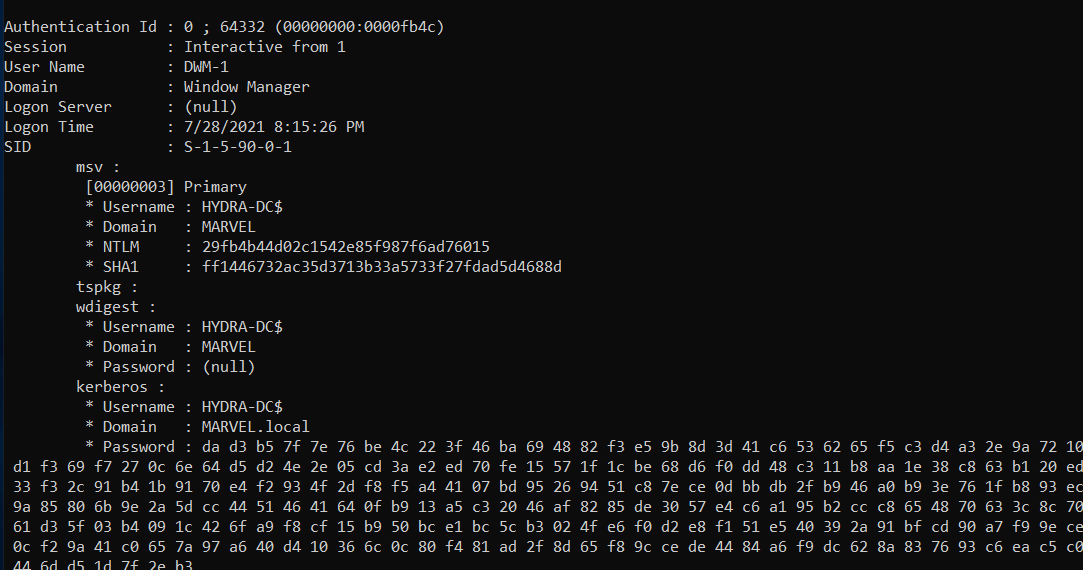 Authentication Id : 0 ; 64332 (00000000:0000fb4c)
Session           : Interactive from 1
User Name         : DWM-1
Domain            : Window Manager
Logon Server      : (null)
Logon Time        : 7/28/2021 8:15:26 PM
SID               : S-1-5-90-0-1
        msv :
         [00000003] Primary
         * Username : HYDRA-DC$
         * Domain   : MARVEL
         * NTLM     : 29fb4b44d02c1542e85f987f6ad76015
         * SHA1     : ff1446732ac35d3713b33a5733f27fdad5d4688d
        tspkg :
        wdigest :
         * Username : HYDRA-DC$
         * Domain   : MARVEL
         * Password : (null)
        kerberos :
         * Username : HYDRA-DC$
         * Domain   : MARVEL.local
         * Password : da d3 b5 7f 7e 76 be 4c 22 3f 46 ba 69 48 82 f3 e5 9b 8d 3d 41 c6 53 62 65 f5 c3 d4 a3 2e 9a 72 10
d1 f3 69 f7 27 0c 6e 64 d5 d2 4e 2e 05 cd 3a e2 ed 70 fe 15 57 1f 1c be 68 d6 f0 dd 48 c3 11 b8 aa 1e 38 c8 63 b1 20 ed
33 f3 2c 91 b4 1b 91 70 e4 f2 93 4f 2d f8 f5 a4 41 07 bd 95 26 94 51 c8 7e ce 0d bb db 2f b9 46 a0 b9 3e 76 1f b8 93 ec
9a 85 80 6b 9e 2a 5d cc 44 51 46 41 64 0f b9 13 a5 c3 20 46 af 82 85 de 30 57 e4 c6 a1 95 b2 cc c8 65 48 70 63 3c 8c 70
61 d3 5f 03 b4 09 1c 42 6f a9 f8 cf 15 b9 50 bc e1 bc 5c b3 02 4f e6 f0 d2 e8 f1 51 e5 40 39 2a 91 bf cd 90 a7 f9 9e ce
0c f2 9a 41 c0 65 7a 97 a6 40 d4 10 36 6c 0c 80 f4 81 ad 2f 8d 65 f8 9c ce de 44 84 a6 f9 dc 62 8a 83 76 93 c6 ea c5 c0
44 6d d5 1d 7f 2e b3